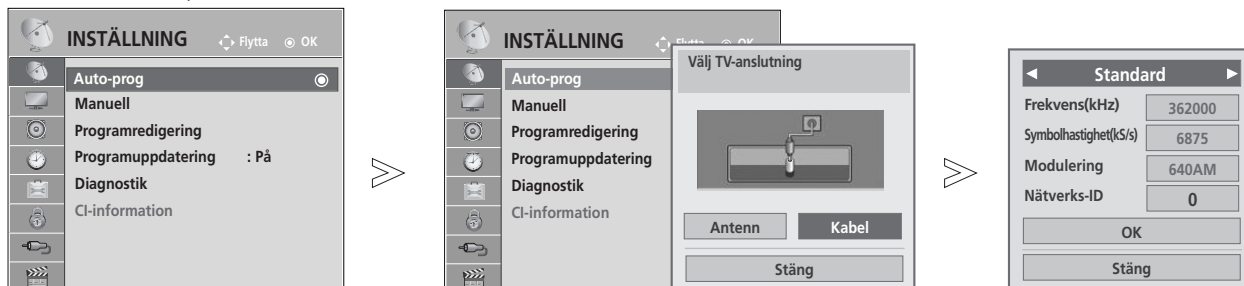 INSTÄLLNING Flytta OK
Auto-prog
Manuell
Programredigering
Programuppdatering : På
Diagnostik
CI-information
INSTÄLLNING Flytta OK
Auto-prog
Manuell
Programredigering
Programuppdatering
Diagnostik
CI-information
Välj TV-anslutning
Antenn Kabel
Stäng
Standard
Frekvens(kHz) 362000
Symbolhastighet(kS/s) 6875
Modulering 640AM
Nätverks-ID 0
OK
Stäng